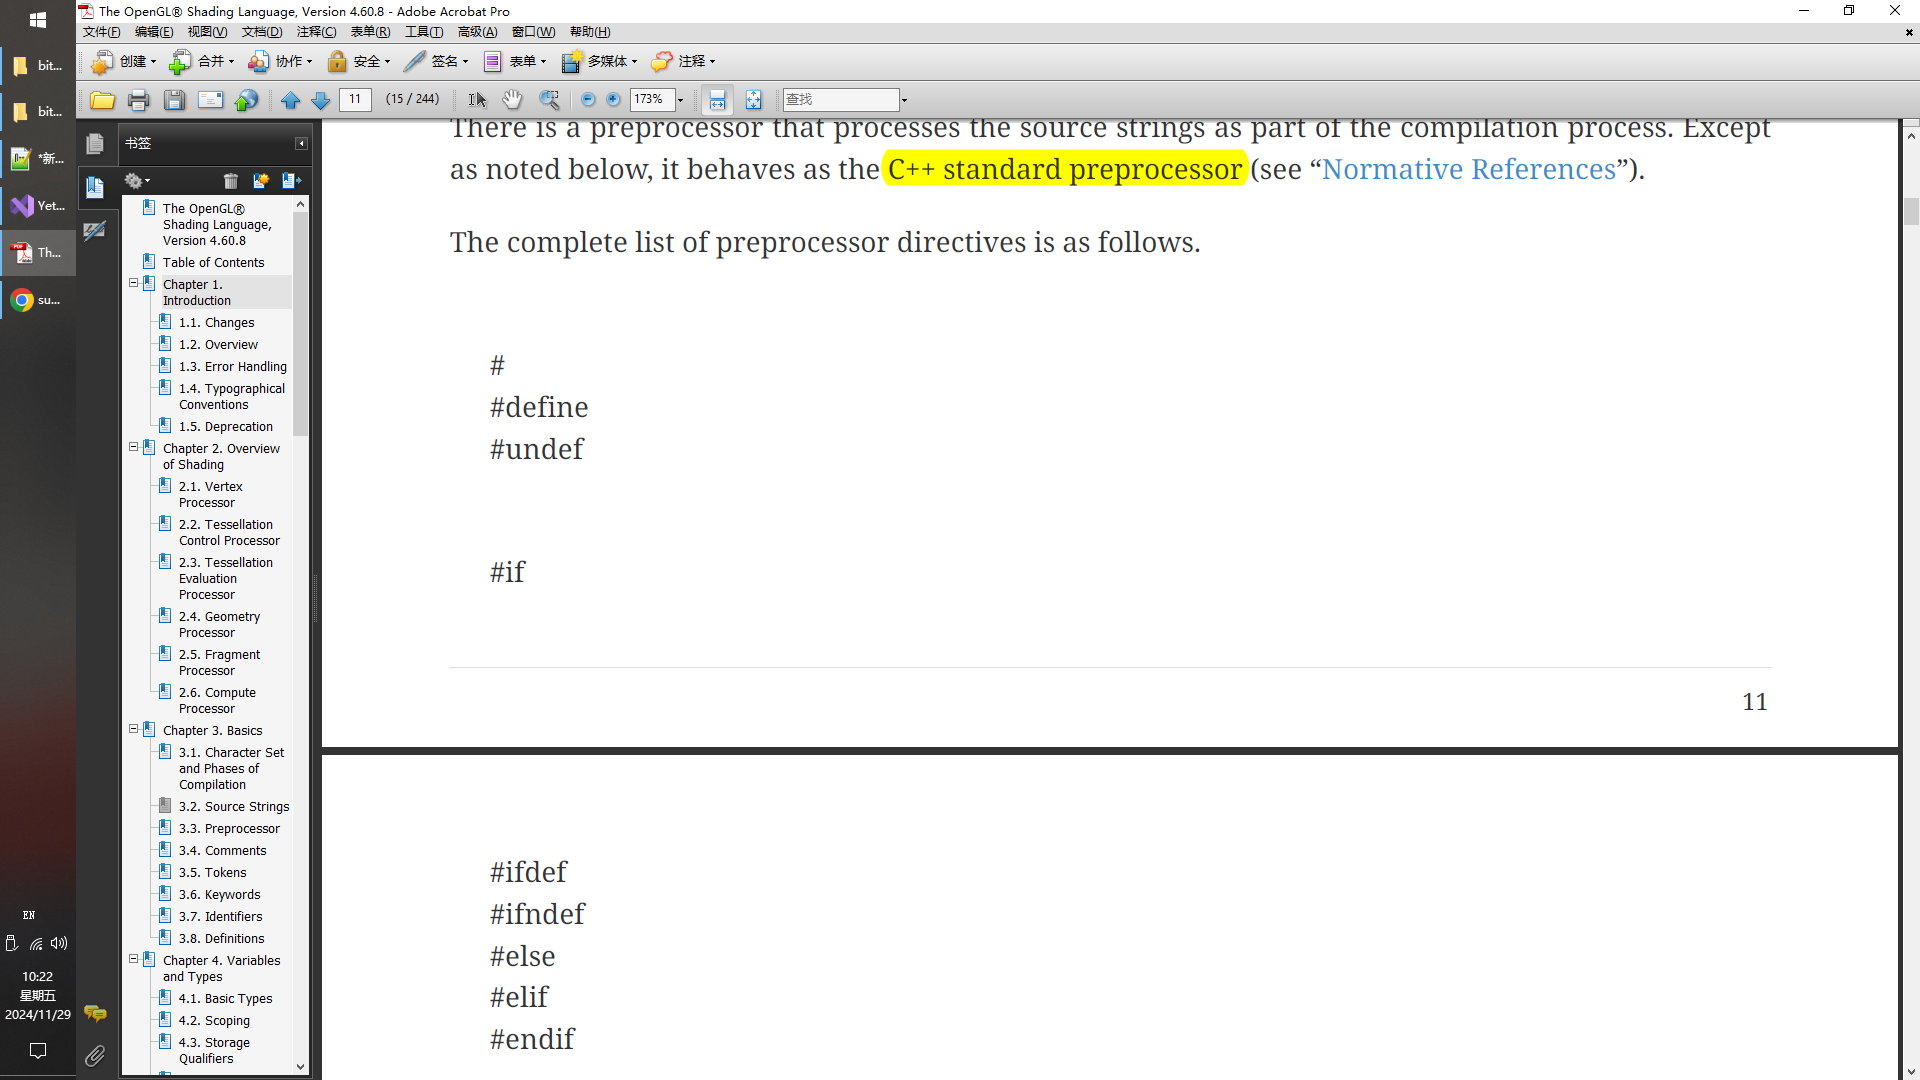 The OpenGL® Shading Language, Version 4.60.8 - Adobe Acrobat Pro
文件(F) 编辑(E) 视图(V) 文档(D) 注释(C) 表单(R) 工具(T) 高级(A) 窗口(W) 帮助(H)
创建 合并 协作 安全 签名 表单 多媒体 注释
11 (15 / 244) 173% 查找
bit...
bit...
*新...
Yet...
Th...
su...
EN
10:22
星期五
2024/11/29
书签
The OpenGL®
Shading Language,
Version 4.60.8
Table of Contents
Chapter 1.
Introduction
1.1. Changes
1.2. Overview
1.3. Error Handling
1.4. Typographical
Conventions
1.5. Deprecation
Chapter 2. Overview
of Shading
2.1. Vertex
Processor
2.2. Tessellation
Control Processor
2.3. Tessellation
Evaluation
Processor
2.4. Geometry
Processor
2.5. Fragment
Processor
2.6. Compute
Processor
Chapter 3. Basics
3.1. Character Set
and Phases of
Compilation
3.2. Source Strings
3.3. Preprocessor
3.4. Comments
3.5. Tokens
3.6. Keywords
3.7. Identifiers
3.8. Definitions
Chapter 4. Variables
and Types
4.1. Basic Types
4.2. Scoping
4.3. Storage
Qualifiers
There is a preprocessor that processes the source strings as part of the compilation process. Except
as noted below, it behaves as the C++ standard preprocessor (see “Normative References”).
The complete list of preprocessor directives is as follows.
#
#define
#undef
#if
11
#ifdef
#ifndef
#else
#elif
#endif